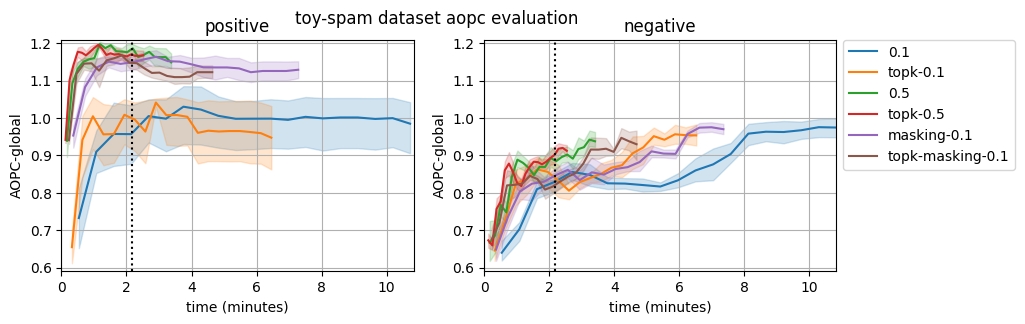 toy-spam dataset aopc evaluation
positive
AOPC-global
1.2
1.1
1.0
0.9
0.8
0.7
0.6
0
2
4
6
8
10
time (minutes)
negative
AOPC-global
1.2
1.1
1.0
0.9
0.8
0.7
0.6
0
2
4
6
8
10
time (minutes)
0.1
topk-0.1
0.5
topk-0.5
masking-0.1
topk-masking-0.1